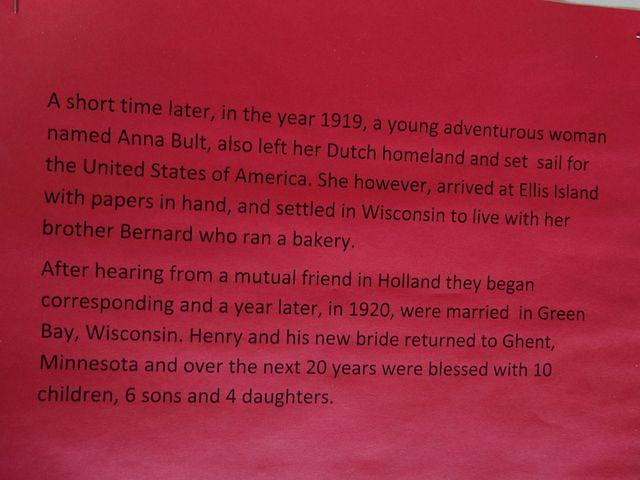 A short time later, in the year 1919, a young adventurous woman
named Anna Bult, also left her Dutch homeland and set sail for
the United States of America. She however, arrived at Ellis Island
with papers in hand, and settled in Wisconsin to live with her
brother Bernard who ran a bakery.
After hearing from a mutual friend in Holland they began
corresponding and a year later, in 1920, were married in Green
Bay, Wisconsin. Henry and his new bride returned to Ghent,
Minnesota and over the next 20 years were blessed with 10
children, 6 sons and 4 daughters.